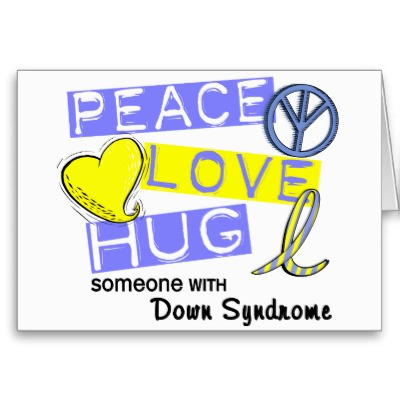 PEACE
LOVE
HUG
someone with
Down Syndrome